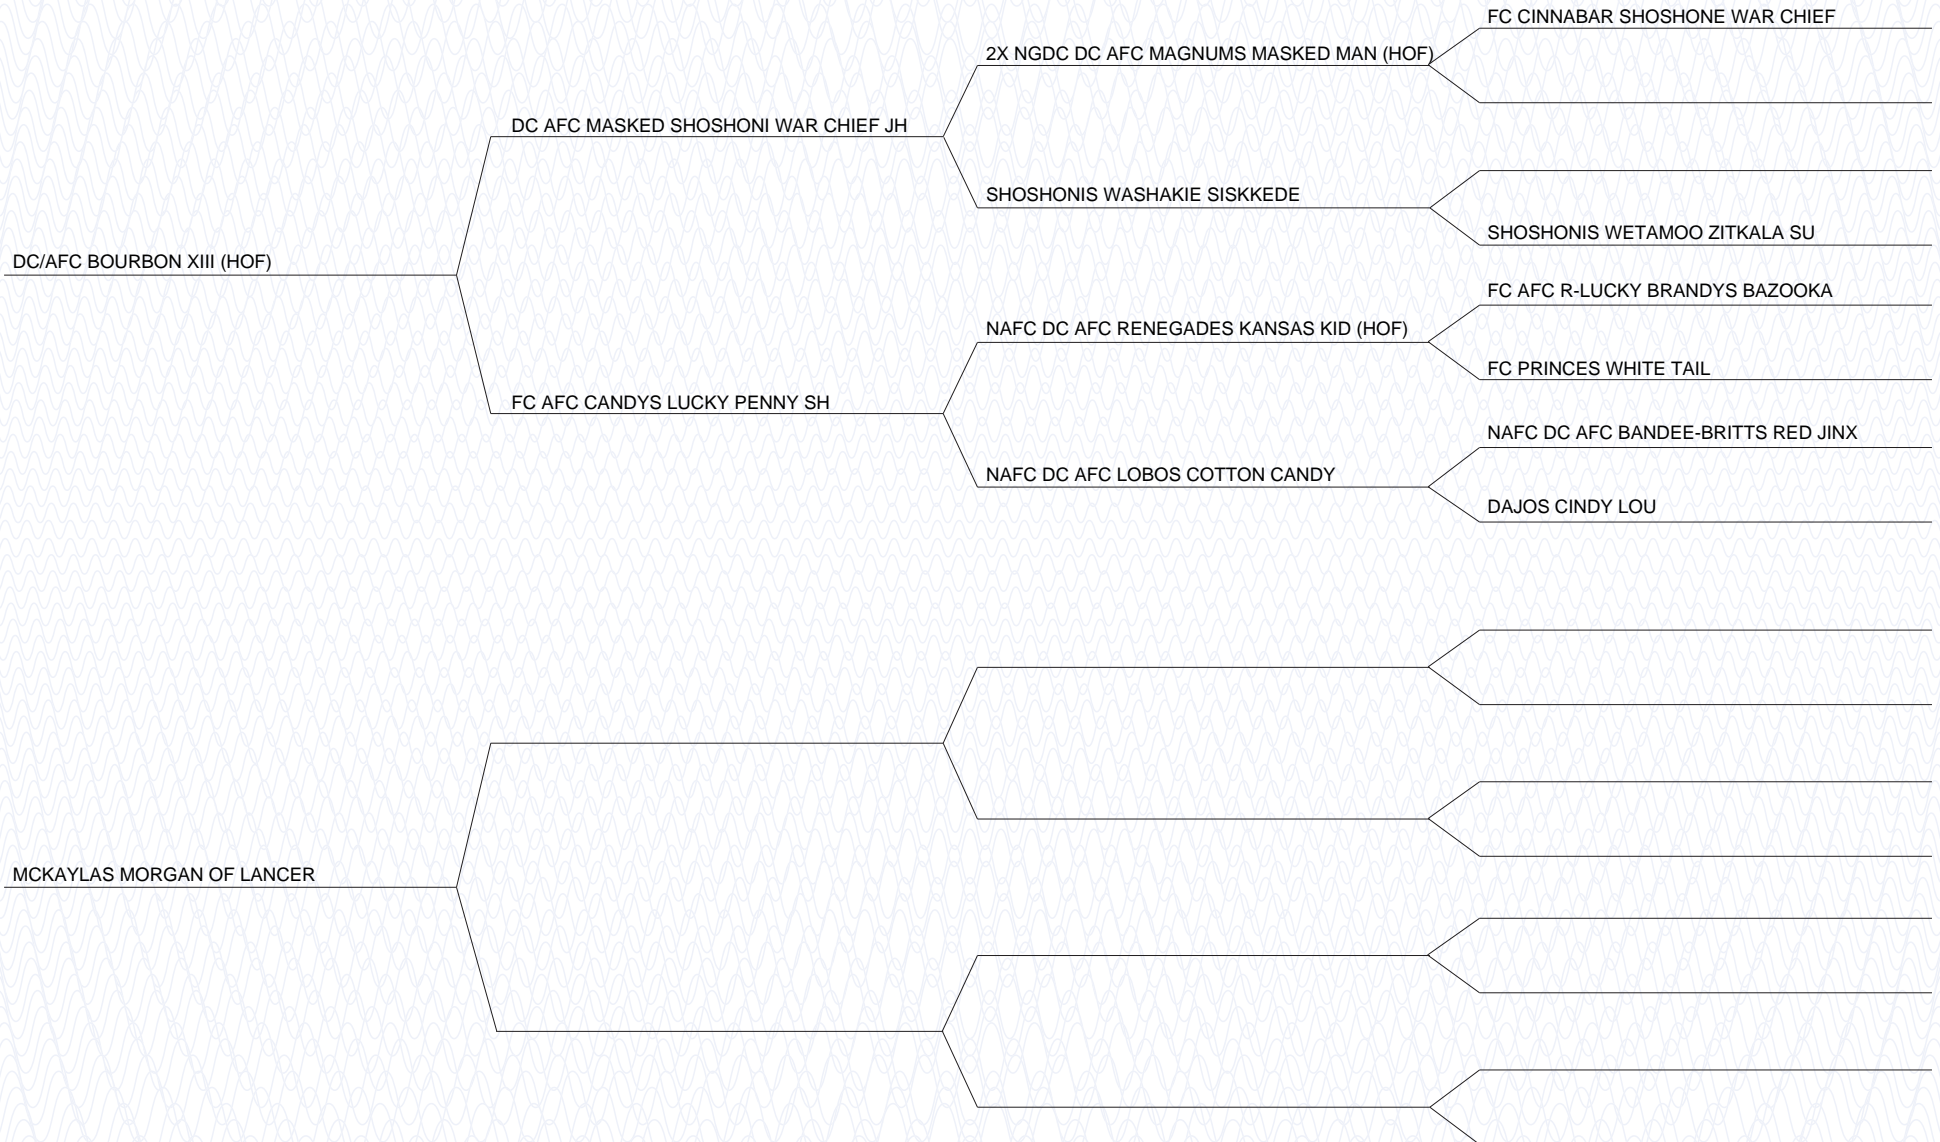 FC CINNABAR SHOSHONE WAR CHIEF
2X NGDC DC AFC MAGNUMS MASKED MAN (HOF)
DC AFC MASKED SHOSHONI WAR CHIEF JH
SHOSHONIS WASHAKIE SISKKEDE
SHOSHONIS WETAMOO ZITKALA SU
DC/AFC BOURBON XIII (HOF)
FC AFC R-LUCKY BRANDYS BAZOOKA
NAFC DC AFC RENEGADES KANSAS KID (HOF)
FC PRINCES WHITE TAIL
FC AFC CANDYS LUCKY PENNY SH
NAFC DC AFC BANDEE-BRITTS RED JINX
NAFC DC AFC LOBOS COTTON CANDY
DAJOS CINDY LOU
MCKAYLAS MORGAN OF LANCER